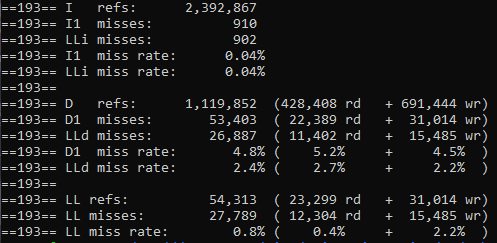 ==193== I   refs:      2,392,867
==193== I1  misses:          910
==193== LLi misses:          902
==193== I1  miss rate:      0.04%
==193== LLi miss rate:      0.04%
==193==
==193== D   refs:      1,119,852  (428,408 rd   + 691,444 wr)
==193== D1  misses:       53,403  ( 22,389 rd   +  31,014 wr)
==193== LLd misses:       26,887  ( 11,402 rd   +  15,485 wr)
==193== D1  miss rate:       4.8% (    5.2%     +     4.5%  )
==193== LLd miss rate:       2.4% (    2.7%     +     2.2%  )
==193==
==193== LL refs:          54,313  ( 23,299 rd   +  31,014 wr)
==193== LL misses:        27,789  ( 12,304 rd   +  15,485 wr)
==193== LL miss rate:        0.8% (    0.4%     +     2.2%  )